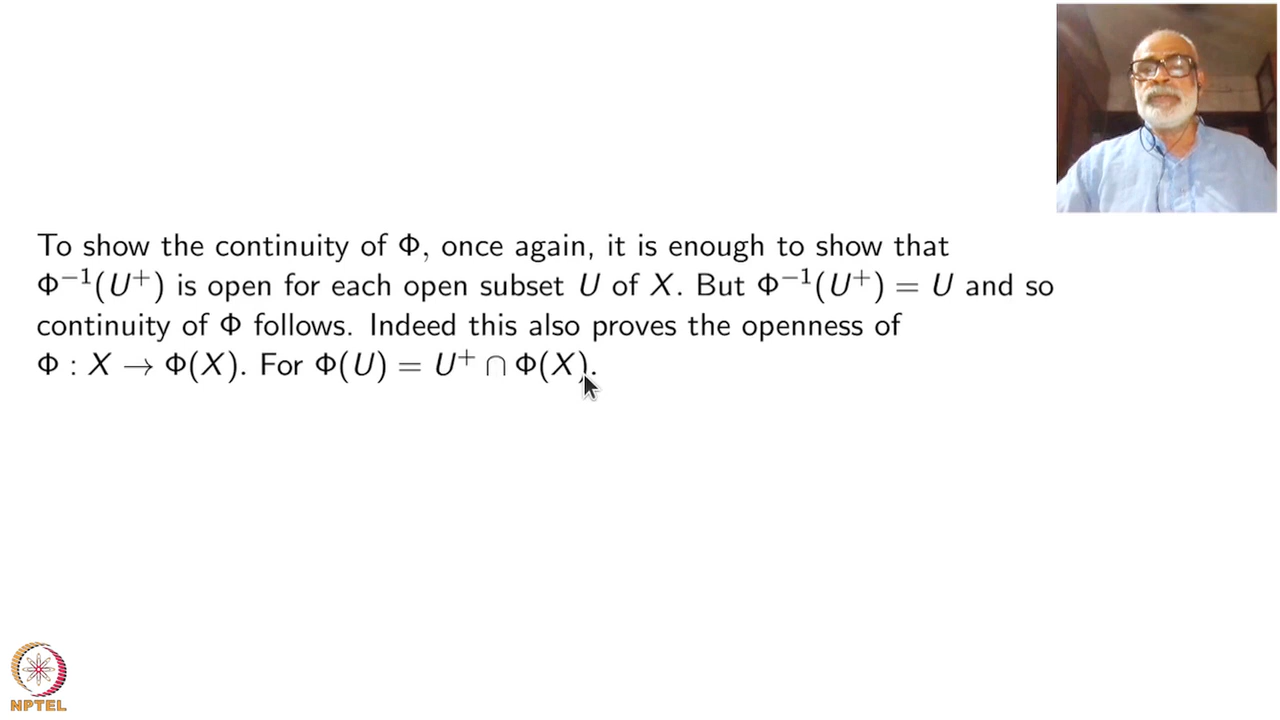 To show the continuity of Φ, once again, it is enough to show that
Φ⁻¹(U⁺) is open for each open subset U of X. But Φ⁻¹(U⁺) = U and so
continuity of Φ follows. Indeed this also proves the openness of
Φ : X → Φ(X). For Φ(U) = U⁺ ∩ Φ(X).
NPTEL